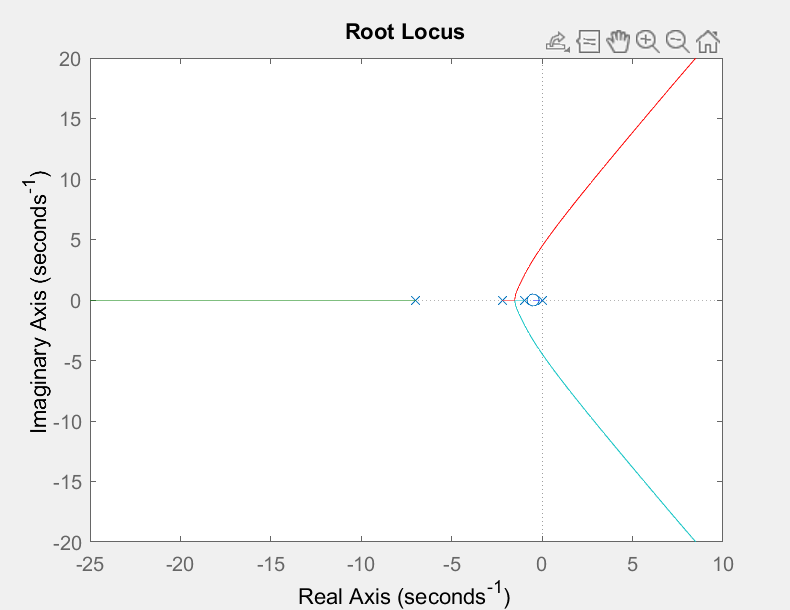 Root Locus
20
15
10
5
0
-5
-10
-15
-20
Imaginary Axis (seconds⁻¹)
-25 -20 -15 -10 -5 0 5 10
Real Axis (seconds⁻¹)